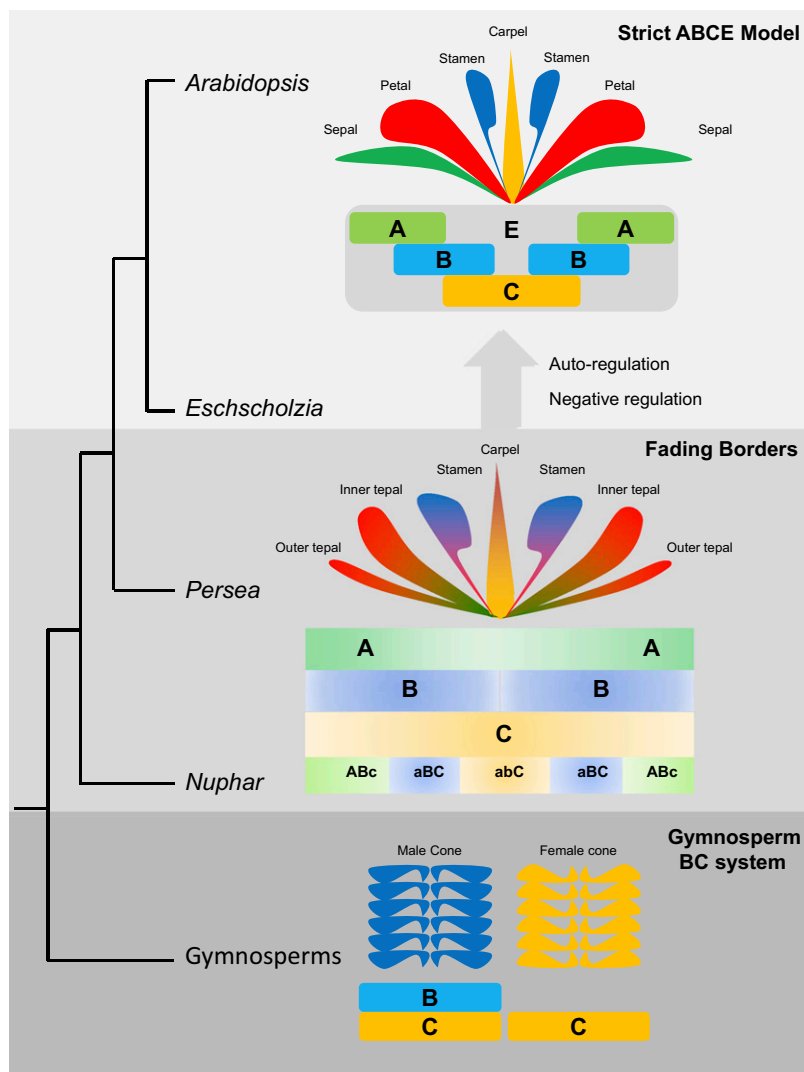 Strict ABCE Model
Carpel
Stamen Stamen
Petal Petal
Sepal Sepal
Arabidopsis
A E A
B B
C
Auto-regulation
Negative regulation
Eschscholzia
Fading Borders
Carpel
Stamen Stamen
Inner tepal Inner tepal
Outer tepal Outer tepal
Persea
A A
B B
C
ABc aBC abC aBC ABc
Nuphar
Gymnosperm
BC system
Male Cone Female cone
Gymnosperms
B
C C